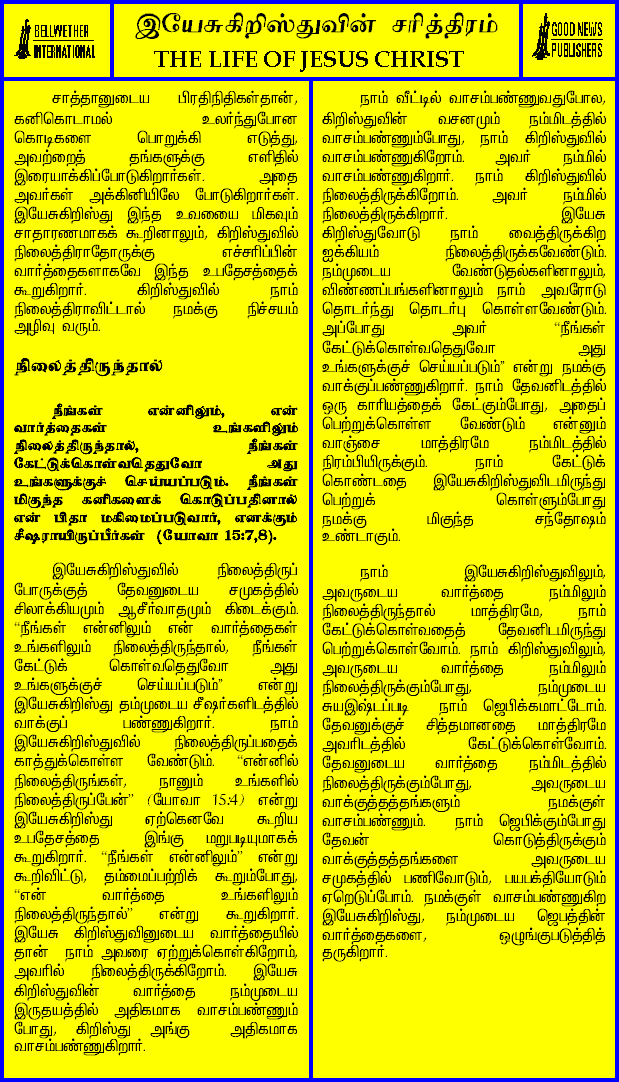 BELLWETHER
INTERNATIONAL
இயேசுகிறிஸ்துவின் சரித்திரம்
THE LIFE OF JESUS CHRIST
GOOD NEWS
PUBLISHERS
சாத்தானுடைய பிரதிநிதிகள்தான்,
கனிகொடாமல் உலர்ந்துபோன
கொடிகளை பொறுக்கி எடுத்து,
அவற்றைத் தங்களுக்கு எளிதில்
இரையாக்கிப்போடுகிறார்கள். அதை
அவர்கள் அக்கினியிலே போடுகிறார்கள்.
இயேசுகிறிஸ்து இந்த உவமையை மிகவும்
சாதாரணமாகக் கூறினாலும், கிறிஸ்துவில்
நிலைத்திராதோருக்கு எச்சரிப்பின்
வார்த்தைகளாகவே இந்த உபதேசத்தைக்
கூறுகிறார். கிறிஸ்துவில் நாம்
நிலைத்திராவிட்டால் நமக்கு நிச்சயம்
அழிவு வரும்.
நிலைத்திருந்தால்
நீங்கள் என்னிலும், என்
வார்த்தைகள் உங்களிலும்
நிலைத்திருந்தால், நீங்கள்
கேட்டுக்கொள்வதெதுவோ அது
உங்களுக்குச் செய்யப்படும். நீங்கள்
மிகுந்த கனிகளைக் கொடுப்பதினால்
என் பிதா மகிமைப்படுவார், எனக்கும்
சீஷராயிருப்பீர்கள் (யோவா 15:7,8).
இயேசுகிறிஸ்துவில் நிலைத்திருப்
போருக்குத் தேவனுடைய சமுகத்தில்
சிலாக்கியமும் ஆசீர்வாதமும் கிடைக்கும்.
“நீங்கள் என்னிலும் என் வார்த்தைகள்
உங்களிலும் நிலைத்திருந்தால், நீங்கள்
கேட்டுக் கொள்வதெதுவோ அது
உங்களுக்குச் செய்யப்படும்” என்று
இயேசுகிறிஸ்து தம்முடைய சீஷர்களிடத்தில்
வாக்குப் பண்ணுகிறார். நாம்
இயேசுகிறிஸ்துவில் நிலைத்திருப்பதைக்
காத்துக்கொள்ள வேண்டும். “என்னில்
நிலைத்திருங்கள், நானும் உங்களில்
நிலைத்திருப்பேன்” (யோவா 15:4) என்று
இயேசுகிறிஸ்து ஏற்கெனவே கூறிய
உபதேசத்தை இங்கு மறுபடியுமாகக்
கூறுகிறார். “நீங்கள் என்னிலும்” என்று
கூறிவிட்டு, தம்மைப்பற்றிக் கூறும்போது,
“என் வார்த்தை உங்களிலும்
நிலைத்திருந்தால்” என்று கூறுகிறார்.
இயேசு கிறிஸ்துவினுடைய வார்த்தையில்
தான் நாம் அவரை ஏற்றுக்கொள்கிறோம்,
அவரில் நிலைத்திருக்கிறோம். இயேசு
கிறிஸ்துவின் வார்த்தை நம்முடைய
இருதயத்தில் அதிகமாக வாசம்பண்ணும்
போது, கிறிஸ்து அங்கு அதிகமாக
வாசம்பண்ணுகிறார்.
நாம் வீட்டில் வாசம்பண்ணுவதுபோல,
கிறிஸ்துவின் வசனமும் நம்மிடத்தில்
வாசம்பண்ணும்போது, நாம் கிறிஸ்துவில்
வாசம்பண்ணுகிறோம். அவர் நம்மில்
வாசம்பண்ணுகிறார். நாம் கிறிஸ்துவில்
நிலைத்திருக்கிறோம். அவர் நம்மில்
நிலைத்திருக்கிறார். இயேசு
கிறிஸ்துவோடு நாம் வைத்திருக்கிற
ஐக்கியம் நிலைத்திருக்கவேண்டும்.
நம்முடைய வேண்டுதல்களினாலும்,
விண்ணப்பங்களினாலும் நாம் அவரோடு
தொடர்ந்து தொடர்பு கொள்ளவேண்டும்.
அப்போது அவர் “நீங்கள்
கேட்டுக்கொள்வதெதுவோ அது
உங்களுக்குச் செய்யப்படும்” என்று நமக்கு
வாக்குப்பண்ணுகிறார். நாம் தேவனிடத்தில்
ஒரு காரியத்தைக் கேட்கும்போது, அதைப்
பெற்றுக்கொள்ள வேண்டும் என்னும்
வாஞ்சை மாத்திரமே நம்மிடத்தில்
நிரம்பியிருக்கும். நாம் கேட்டுக்
கொண்டதை இயேசுகிறிஸ்துவிடமிருந்து
பெற்றுக் கொள்ளும்போது
நமக்கு மிகுந்த சந்தோஷம்
உண்டாகும்.
நாம் இயேசுகிறிஸ்துவிலும்,
அவருடைய வார்த்தை நம்மிலும்
நிலைத்திருந்தால் மாத்திரமே, நாம்
கேட்டுக்கொள்வதைத் தேவனிடமிருந்து
பெற்றுக்கொள்வோம். நாம் கிறிஸ்துவிலும்,
அவருடைய வார்த்தை நம்மிலும்
நிலைத்திருக்கும்போது, நம்முடைய
சுயஇஷ்டப்படி நாம் ஜெபிக்கமாட்டோம்.
தேவனுக்குச் சித்தமானதை மாத்திரமே
அவரிடத்தில் கேட்டுக்கொள்வோம்.
தேவனுடைய வார்த்தை நம்மிடத்தில்
நிலைத்திருக்கும்போது, அவருடைய
வாக்குத்தத்தங்களும் நமக்குள்
வாசம்பண்ணும். நாம் ஜெபிக்கும்போது
தேவன் கொடுத்திருக்கும்
வாக்குத்தத்தங்களை அவருடைய
சமுகத்தில் பணிவோடும், பயபக்தியோடும்
ஏறெடுப்போம். நமக்குள் வாசம்பண்ணுகிற
இயேசுகிறிஸ்து, நம்முடைய ஜெபத்தின்
வார்த்தைகளை, ஒழுங்குபடுத்தித்
தருகிறார்.